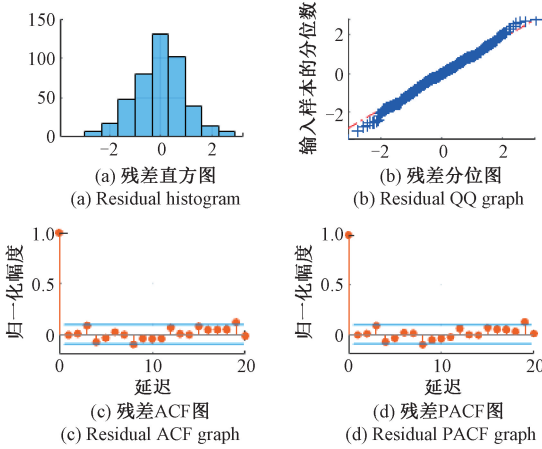 150
100
50
0
−2
0
2
(a) 残差直方图
(a) Residual histogram
输入样本的分位数
2
0
−2
−2
0
2
(b) 残差分位图
(b) Residual QQ graph
归一化幅度
1.0
0.5
0
0
10
20
延迟
(c) 残差ACF图
(c) Residual ACF graph
归一化幅度
1.0
0.5
0
0
10
20
延迟
(d) 残差PACF图
(d) Residual PACF graph